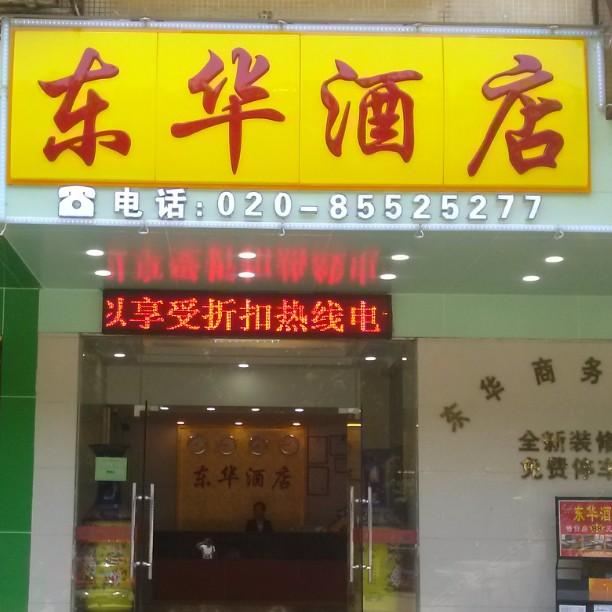 东华酒店
☎电话:020-85525277
以享受折扣热线电
东华商务
全新装修
免费停车
东华酒店
东华酒